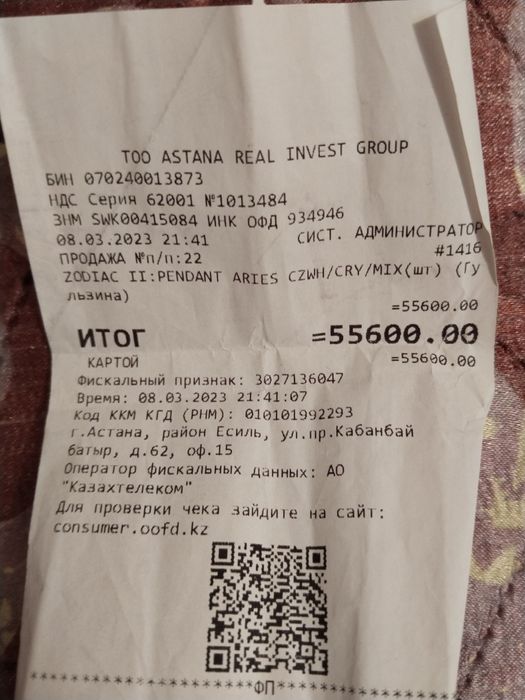 ТОО ASTANA REAL INVEST GROUP
БИН 070240013873
НДС Серия 62001 №1013484
ЗНМ SWK00415084 ИНК ОФД 934946
08.03.2023 21:41 СИСТ. АДМИНИСТРАТОР
#1416
ПРОДАЖА №п/п:22
ZODIAC II:PENDANT ARIES CZWH/CRY/MIX(шт) (Гу
льзина)
=55600.00
ИТОГ =55600.00
КАРТОЙ =55600.00
Фискальный признак: 3027136047
Время: 08.03.2023 21:41:07
Код ККМ КГД (РНМ): 010101992293
г.Астана, район Есиль, ул.пр.Кабанбай
батыр, д.62, оф.15
Оператор фискальных данных: АО
"Казахтелеком"
Для проверки чека зайдите на сайт:
consumer.oofd.kz
********************ФП********************